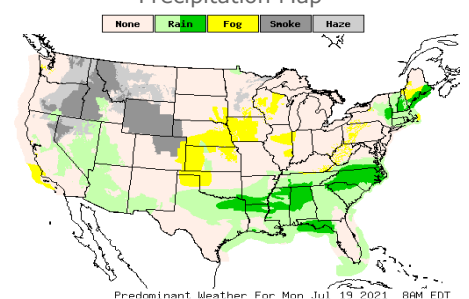 Precipitation Map
None Rain Fog Smoke Haze
Predominant Weather For Mon Jul 19 2021 8AM EDT